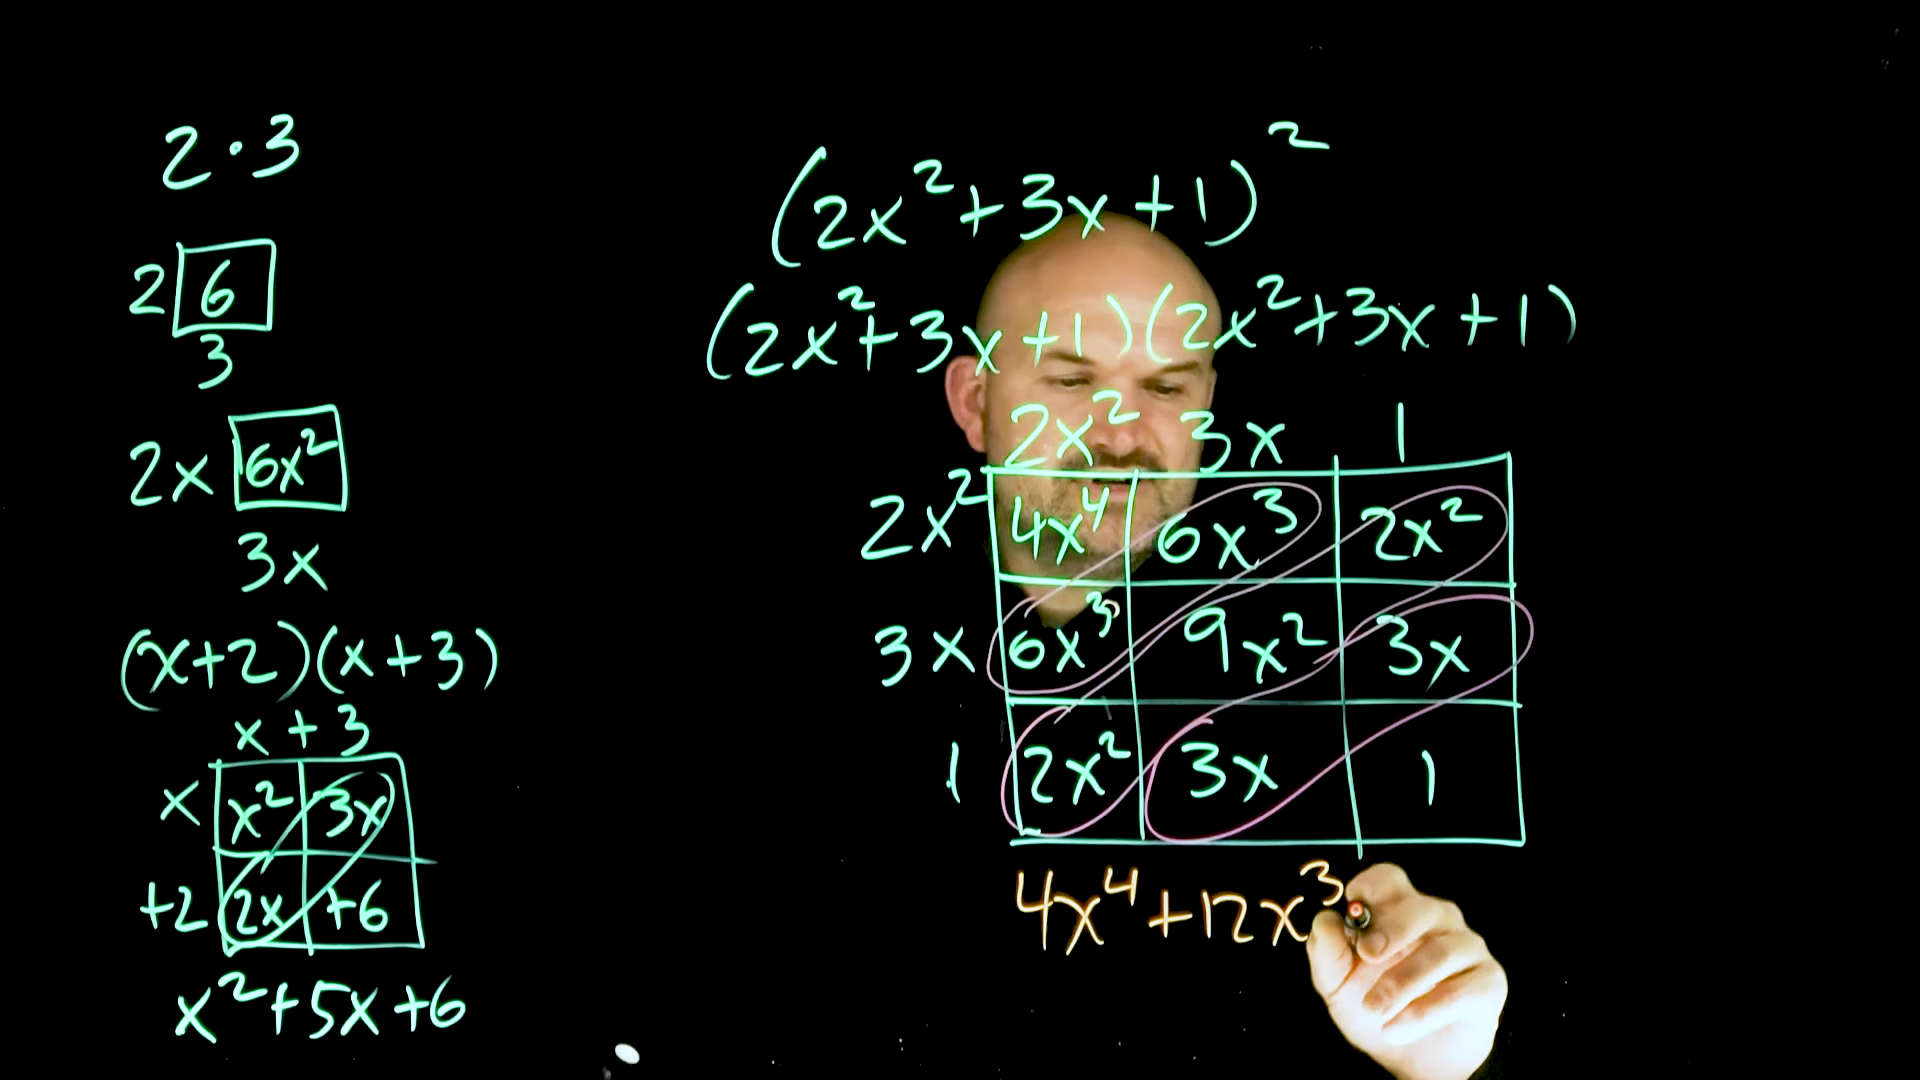 2 · 3
2 6
3
2x 6x²
3x
(x+2)(x+3)
x + 3
x x² 3x
+2 2x +6
x²+5x+6
(2x²+3x+1)²
(2x²+3x+1)(2x²+3x+1)
2x² 3x 1
2x² 4x⁴ 6x³ 2x²
3x 6x³ 9x² 3x
1 2x² 3x 1
4x⁴+12x³